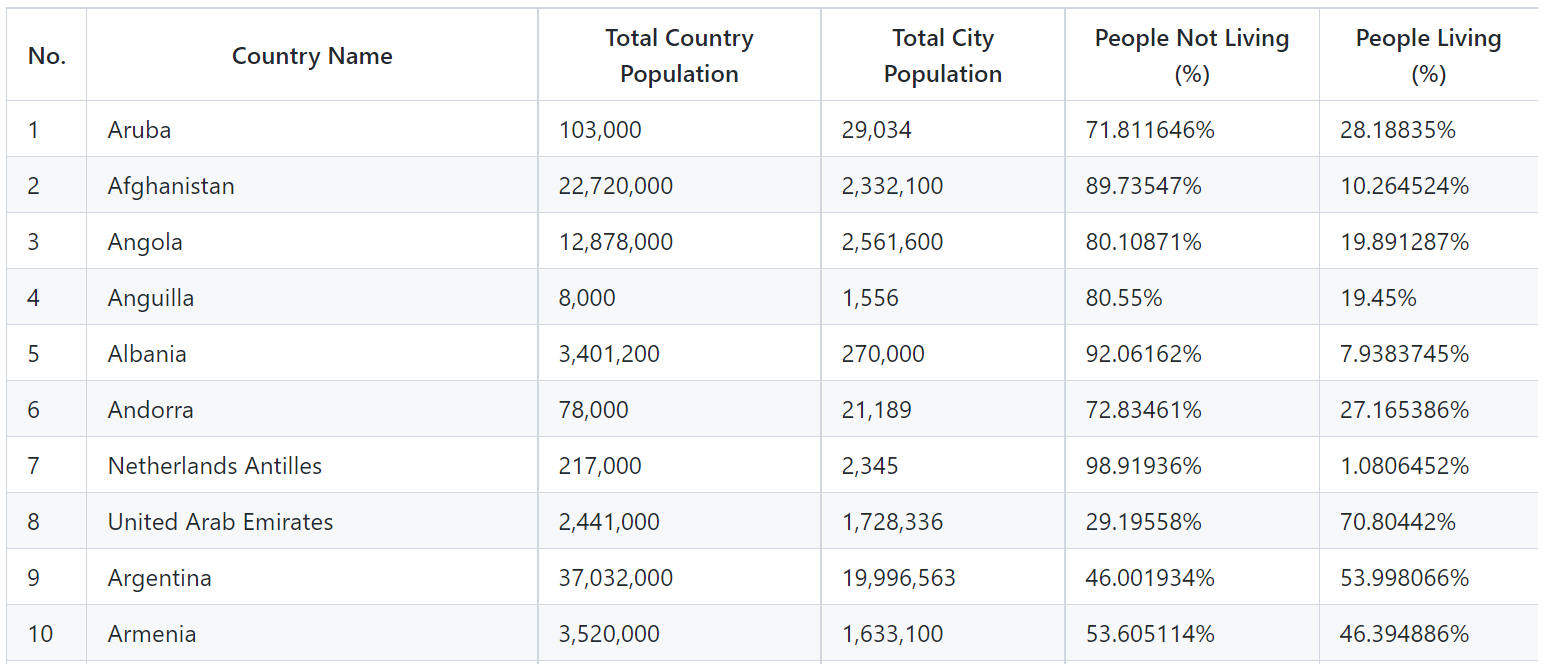 No. Country Name Total Country Population Total City Population People Not Living (%) People Living (%)
1 Aruba 103,000 29,034 71.811646% 28.18835%
2 Afghanistan 22,720,000 2,332,100 89.73547% 10.264524%
3 Angola 12,878,000 2,561,600 80.10871% 19.891287%
4 Anguilla 8,000 1,556 80.55% 19.45%
5 Albania 3,401,200 270,000 92.06162% 7.9383745%
6 Andorra 78,000 21,189 72.83461% 27.165386%
7 Netherlands Antilles 217,000 2,345 98.91936% 1.0806452%
8 United Arab Emirates 2,441,000 1,728,336 29.19558% 70.80442%
9 Argentina 37,032,000 19,996,563 46.001934% 53.998066%
10 Armenia 3,520,000 1,633,100 53.605114% 46.394886%